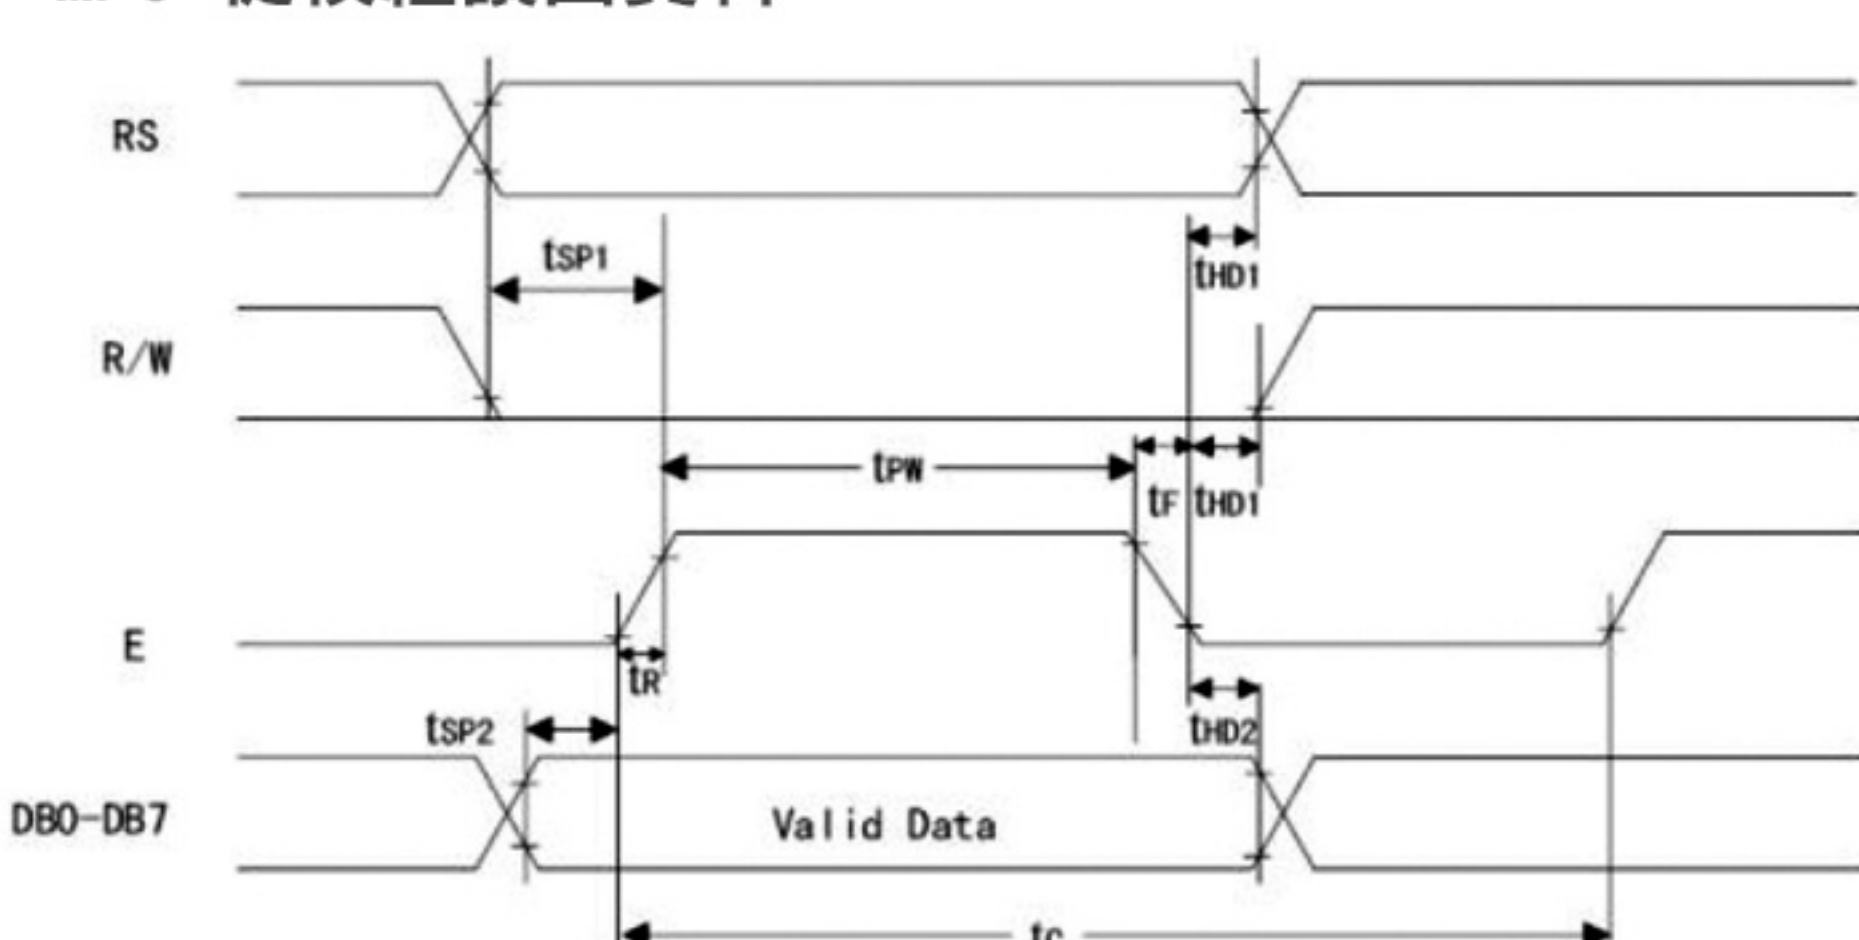 RS
tSP1
tHD1
R/W
tPW
tF tHD1
E
tR
tSP2
tHD2
DB0-DB7
Valid Data
tc